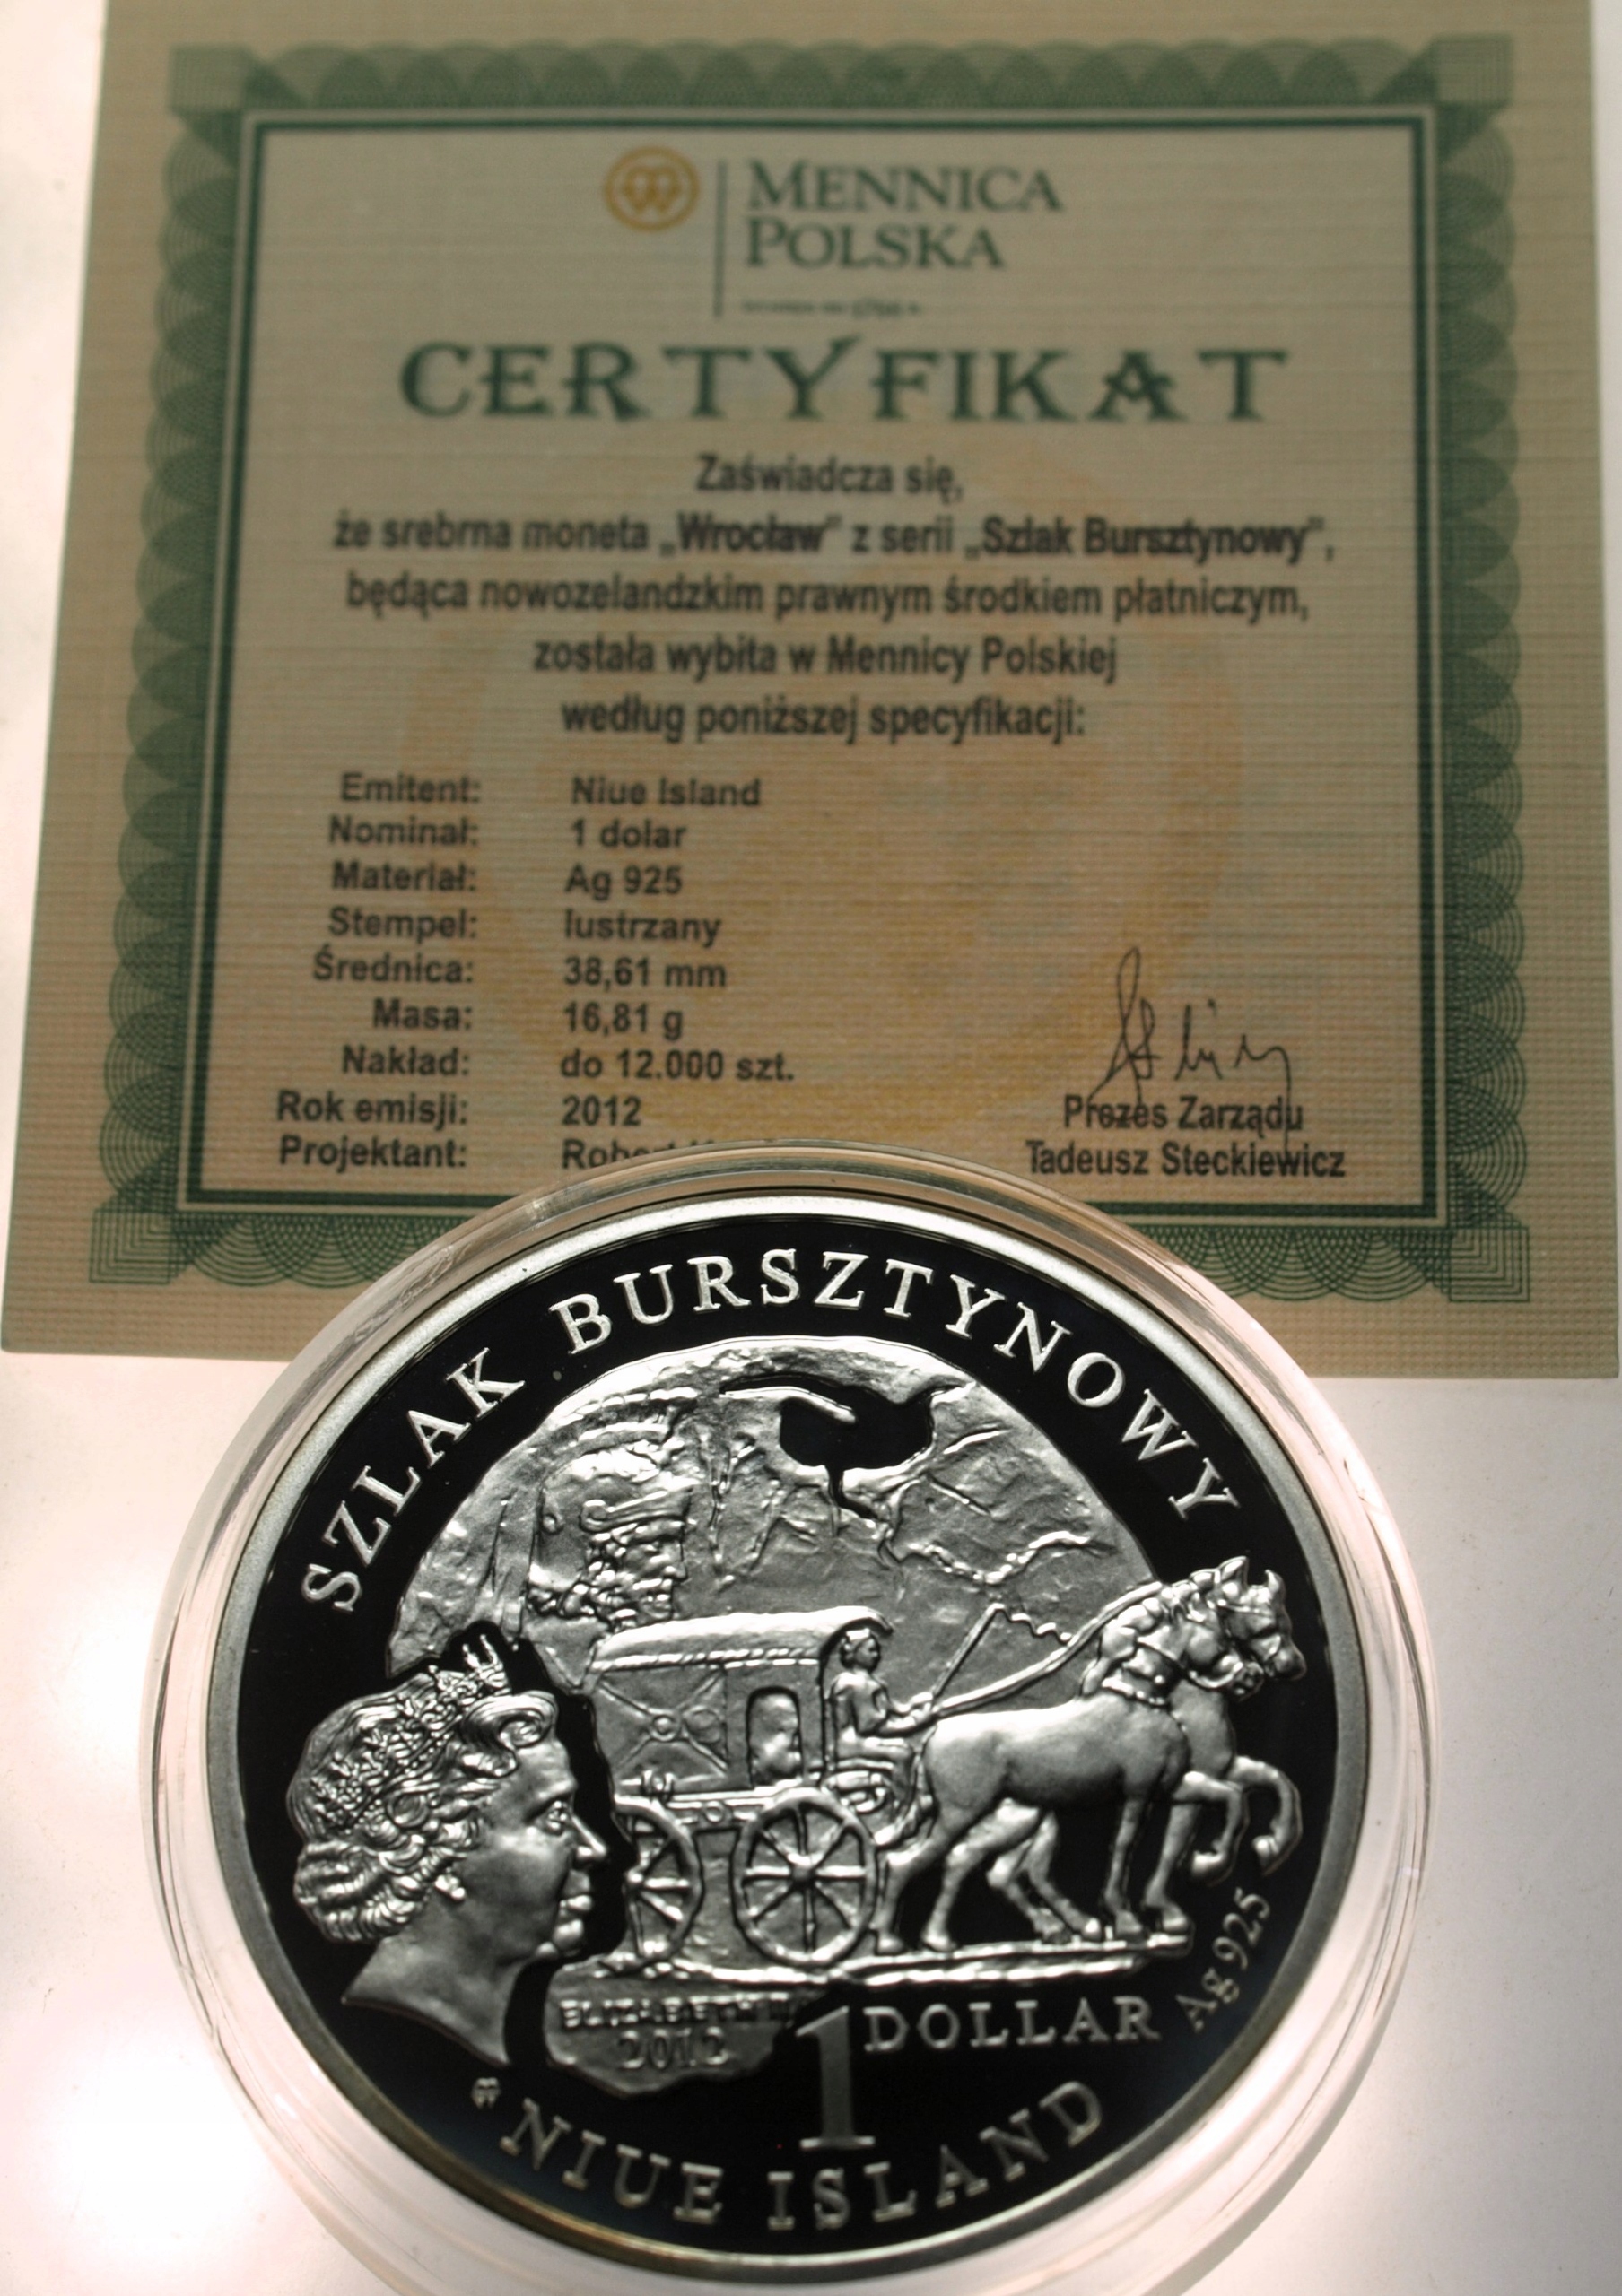 MENNICA
POLSKA
CERTYFIKAT
Zaświadcza się,
że srebrna moneta „Wrocław” z serii „Szlak Bursztynowy”,
będąca nowozelandzkim prawnym środkiem płatniczym,
została wybita w Mennicy Polskiej
według poniższej specyfikacji:
Emitent: Niue Island
Nominał: 1 dolar
Materiał: Ag 925
Stempel: lustrzany
Średnica: 38,61 mm
Masa: 16,81 g
Nakład: do 12.000 szt.
Rok emisji: 2012
Projektant:
Prezes Zarządu
Tadeusz Steckiewicz
SZLAK BURSZTYNOWY
ELIZABETH II
2012
1 DOLLAR
Ag 925
NIUE ISLAND